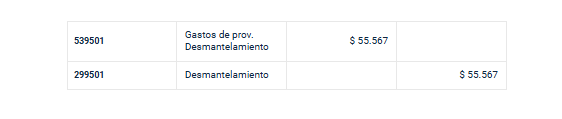 539501
Gastos de prov.
Desmantelamiento
$ 55.567
299501
Desmantelamiento
$ 55.567